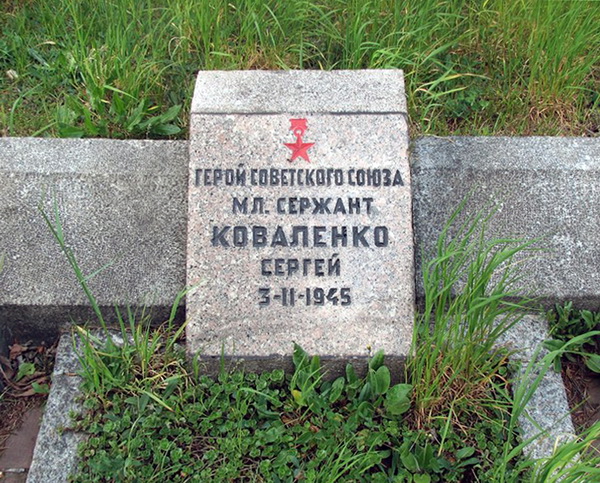 ГЕРОЙ СОВЕТСКОГО СОЮЗА
МЛ. СЕРЖАНТ
КОВАЛЕНКО
СЕРГЕЙ
3-II-1945